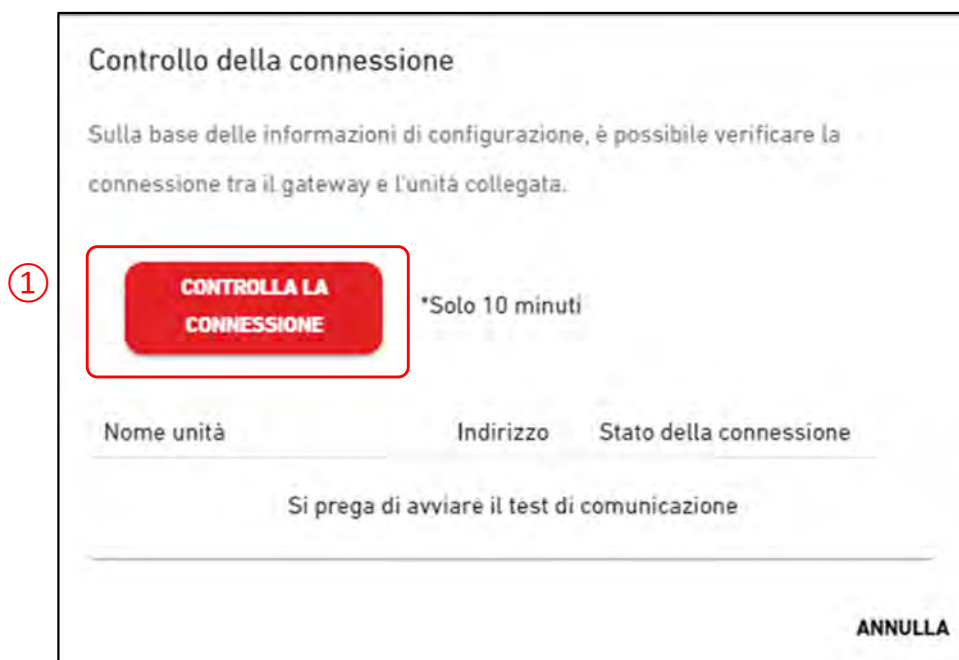 Controllo della connessione
Sulla base delle informazioni di configurazione, è possibile verificare la
connessione tra il gateway e l'unità collegata.
①
CONTROLLA LA
CONNESSIONE
*Solo 10 minuti
Nome unità Indirizzo Stato della connessione
Si prega di avviare il test di comunicazione
ANNULLA